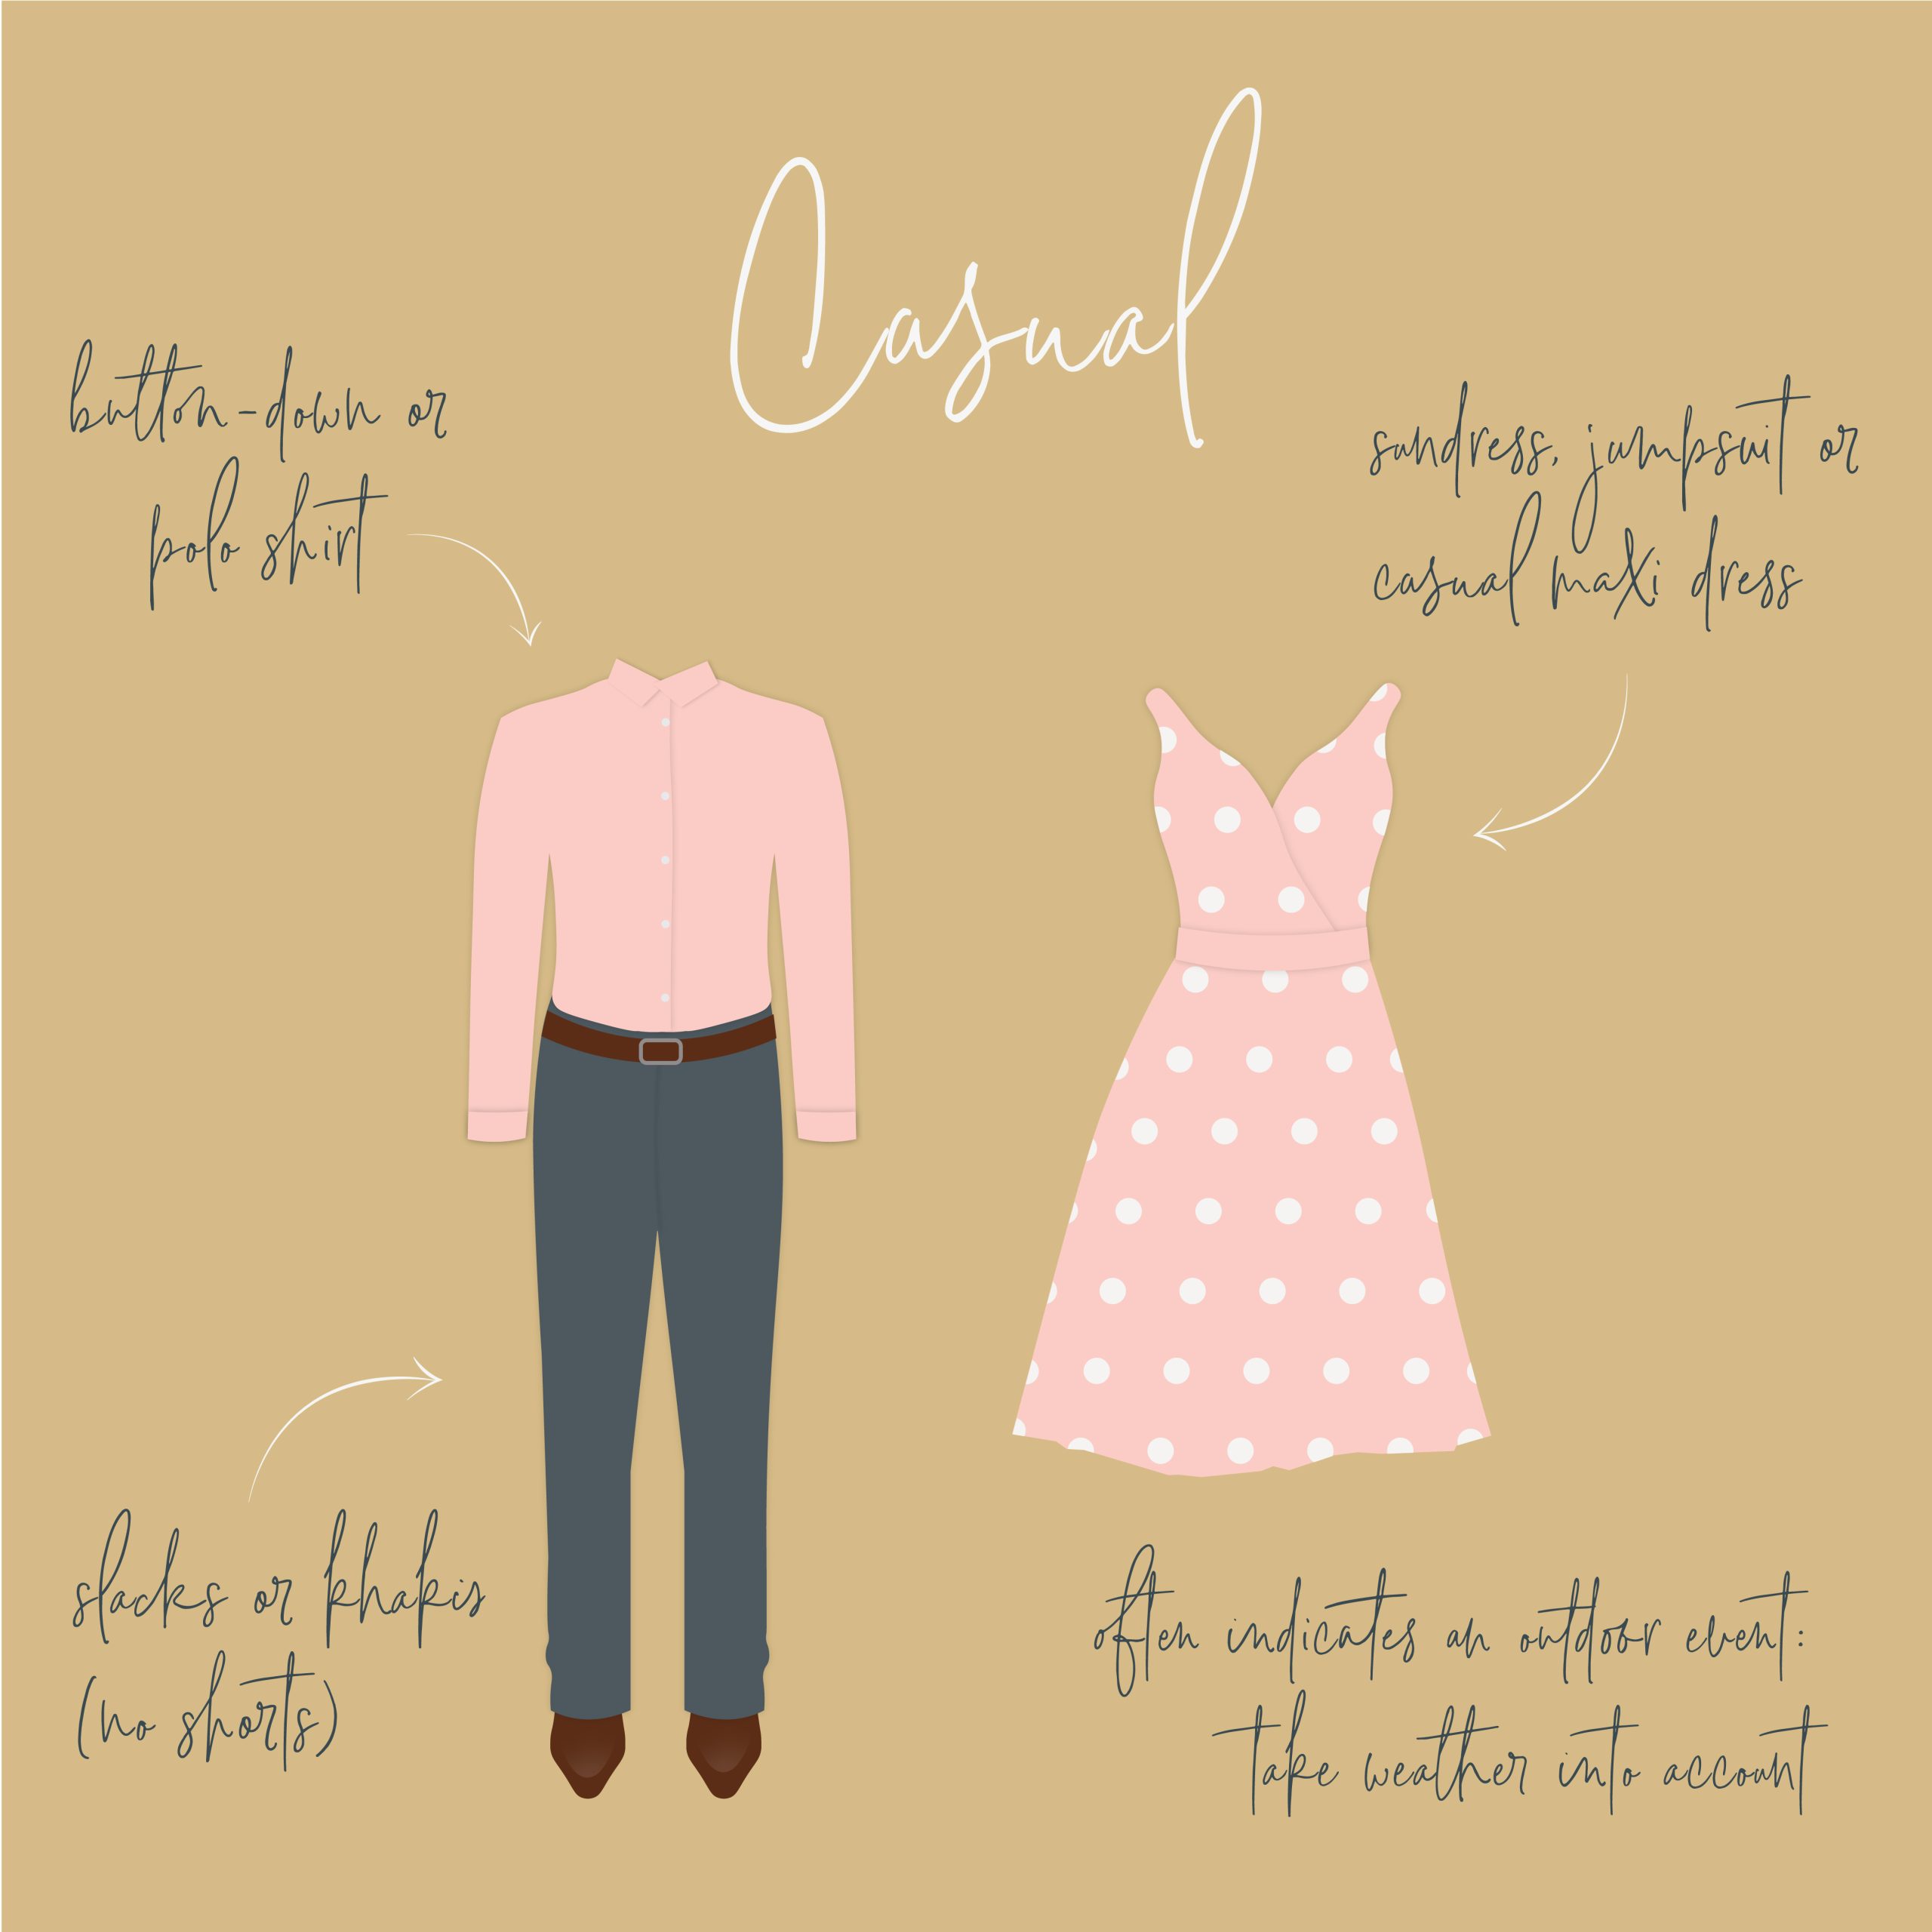 Casual
button-down or
polo shirt
sundress, jumpsuit or
casual maxi dress
slacks or khakis
(no shorts)
often indicates an outdoor event:
take weather into account